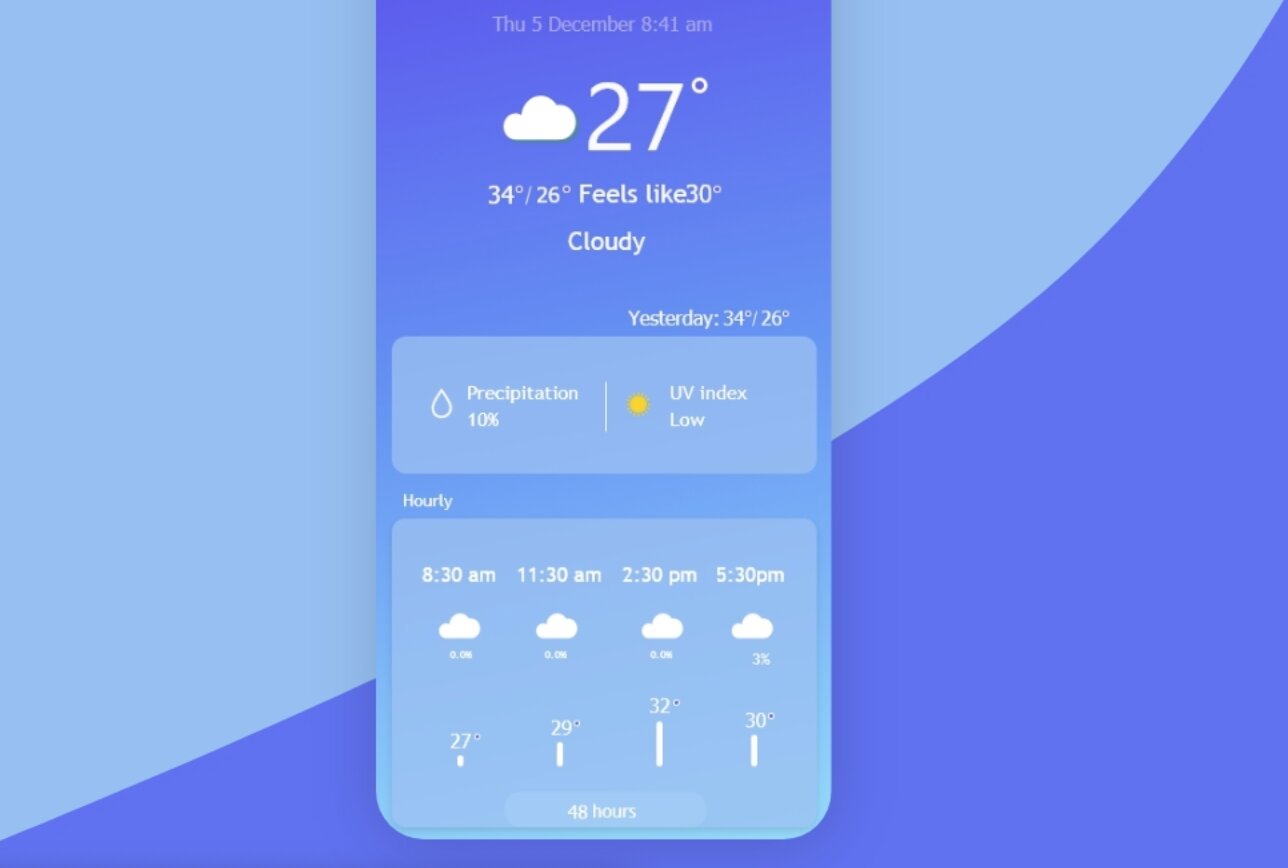 Thu 5 December 8:41 am
27°
34°/ 26° Feels like30°
Cloudy
Yesterday: 34°/ 26°
Precipitation
10%
UV index
Low
Hourly
8:30 am 11:30 am 2:30 pm 5:30pm
0.0% 0.0% 0.0% 3%
27° 29° 32° 30°
48 hours